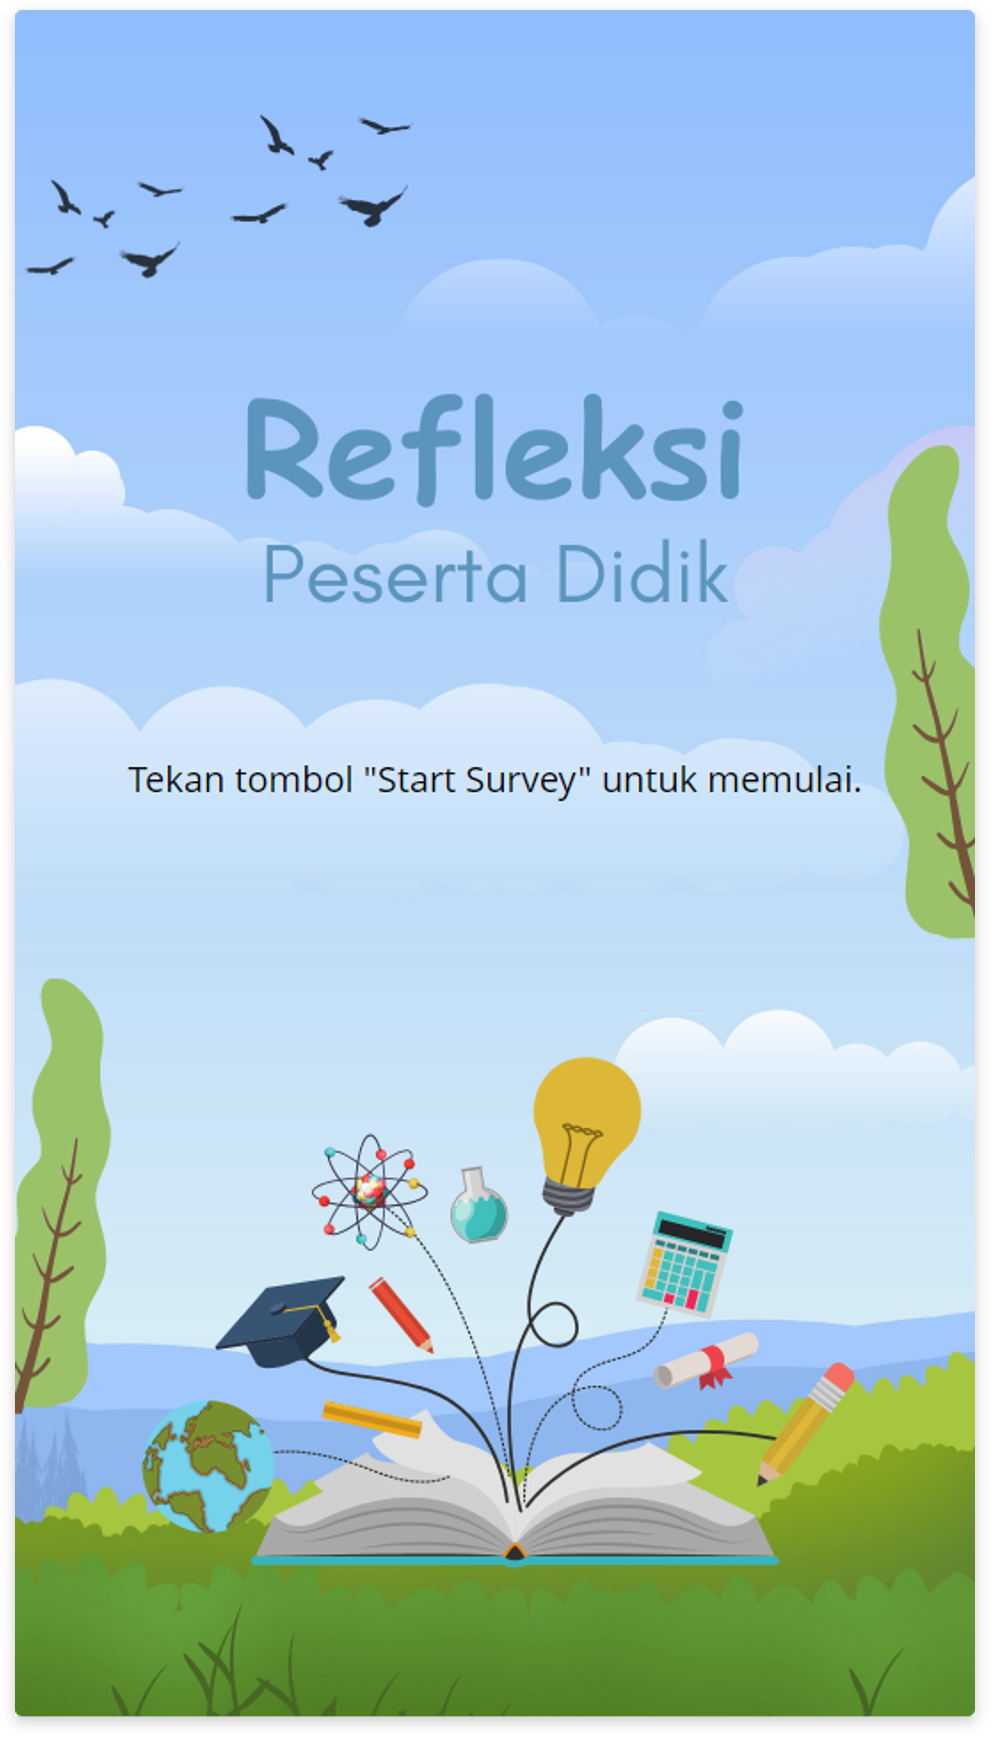 Refleksi
Peserta Didik
Tekan tombol "Start Survey" untuk memulai.